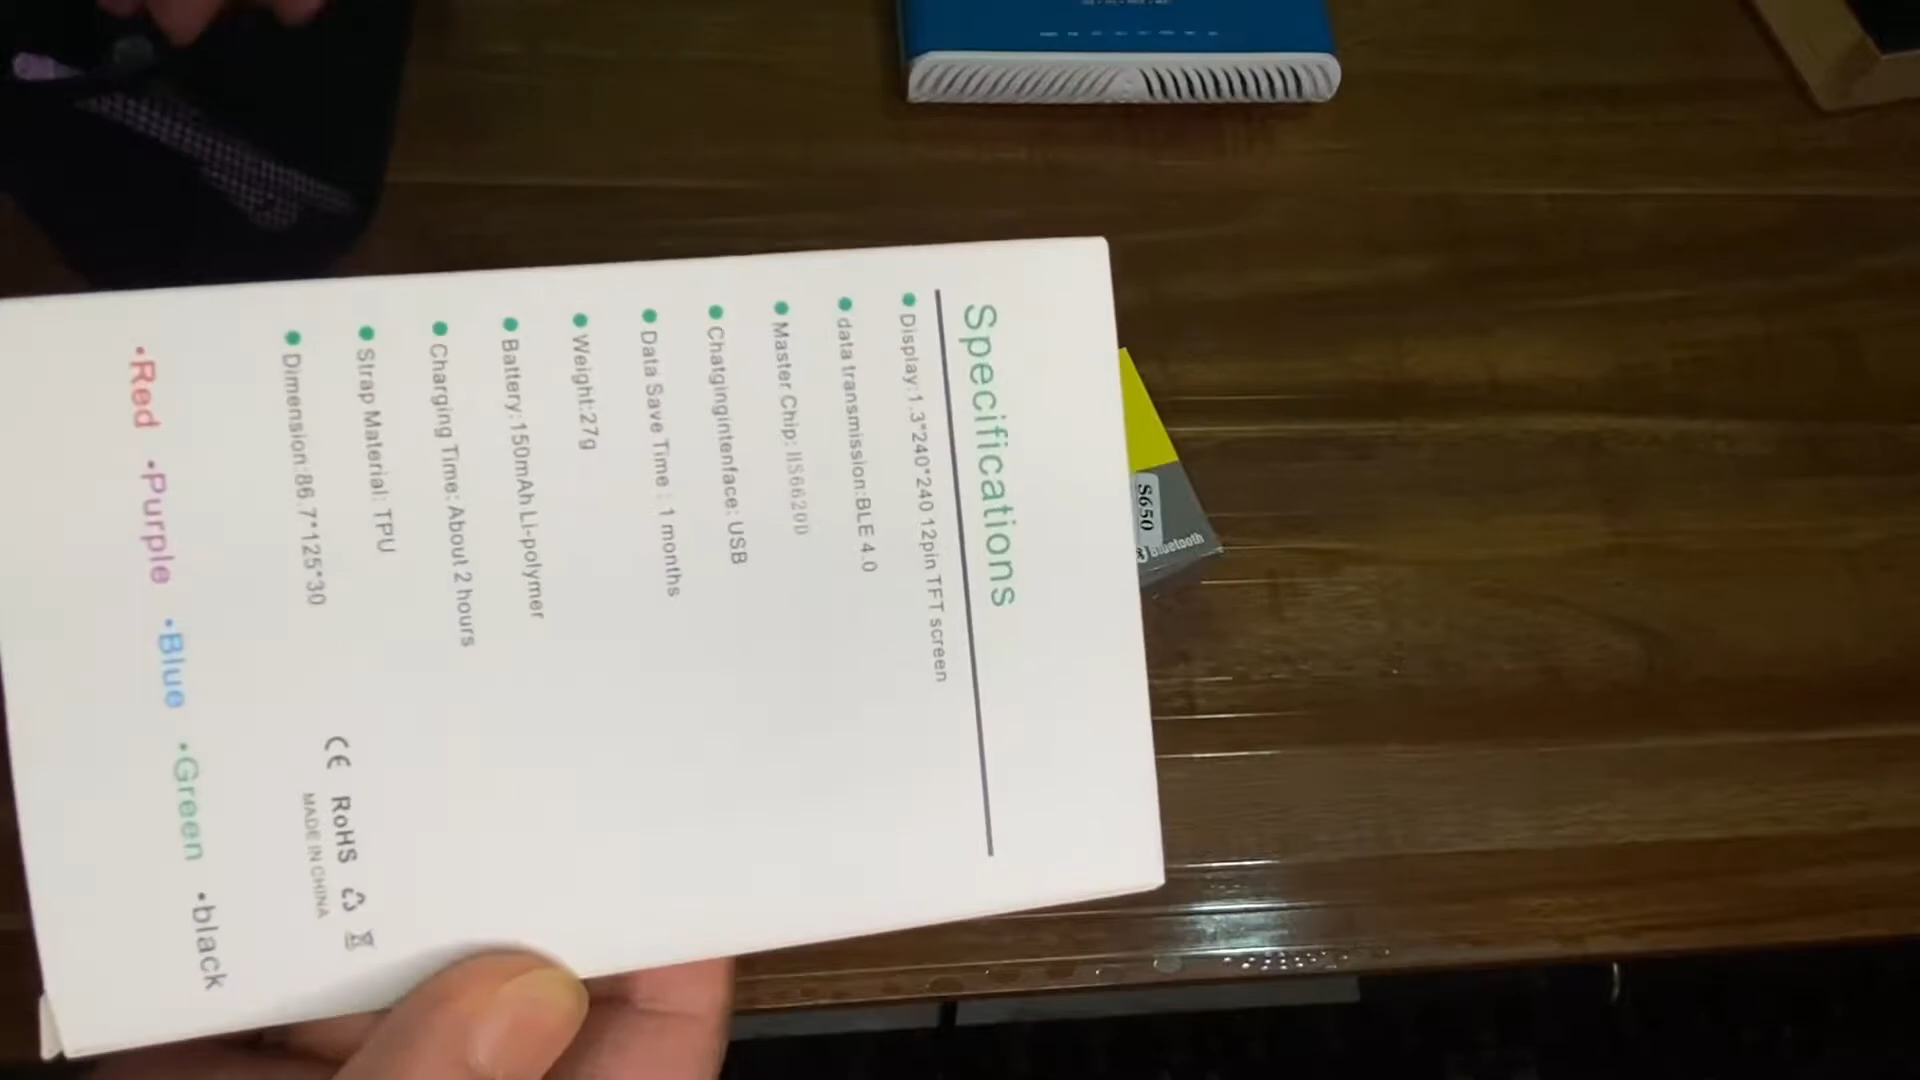 Specifications
Display:1.3"240*240 12pin TFT screen
data transmission:BLE 4.0
Master Chip: HS6620D
Chatgingintenface: USB
Data Save Time : 1 months
Weight:27g
Battery:150mAh Li-polymer
Charging Time: About 2 hours
Strap Material: TPU
Dimension:86.7*125*30
CE RoHS
MADE IN CHINA
•Red •Purple •Blue •Green •black
S650
Bluetooth